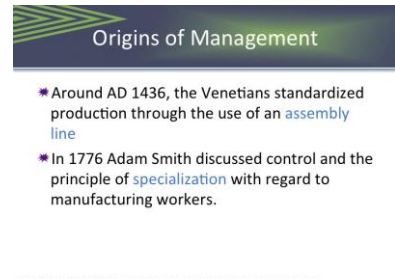 Origins of Management
Around AD 1436, the Venetians standardized
production through the use of an assembly
line
In 1776 Adam Smith discussed control and the
principle of specialization with regard to
manufacturing workers.